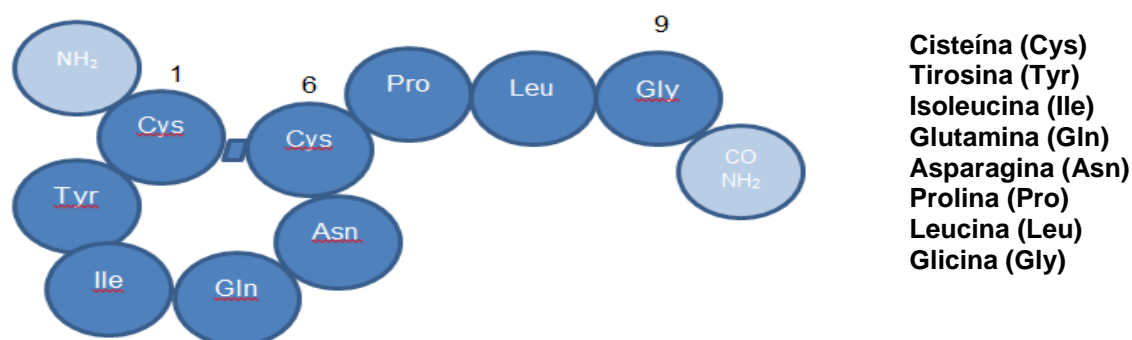 NH₂
1
Cys
6
Cys
Pro
Leu
9
Gly
CO
NH₂
Tyr
Ile
Gln
Asn
Cisteína (Cys)
Tirosina (Tyr)
Isoleucina (Ile)
Glutamina (Gln)
Asparagina (Asn)
Prolina (Pro)
Leucina (Leu)
Glicina (Gly)